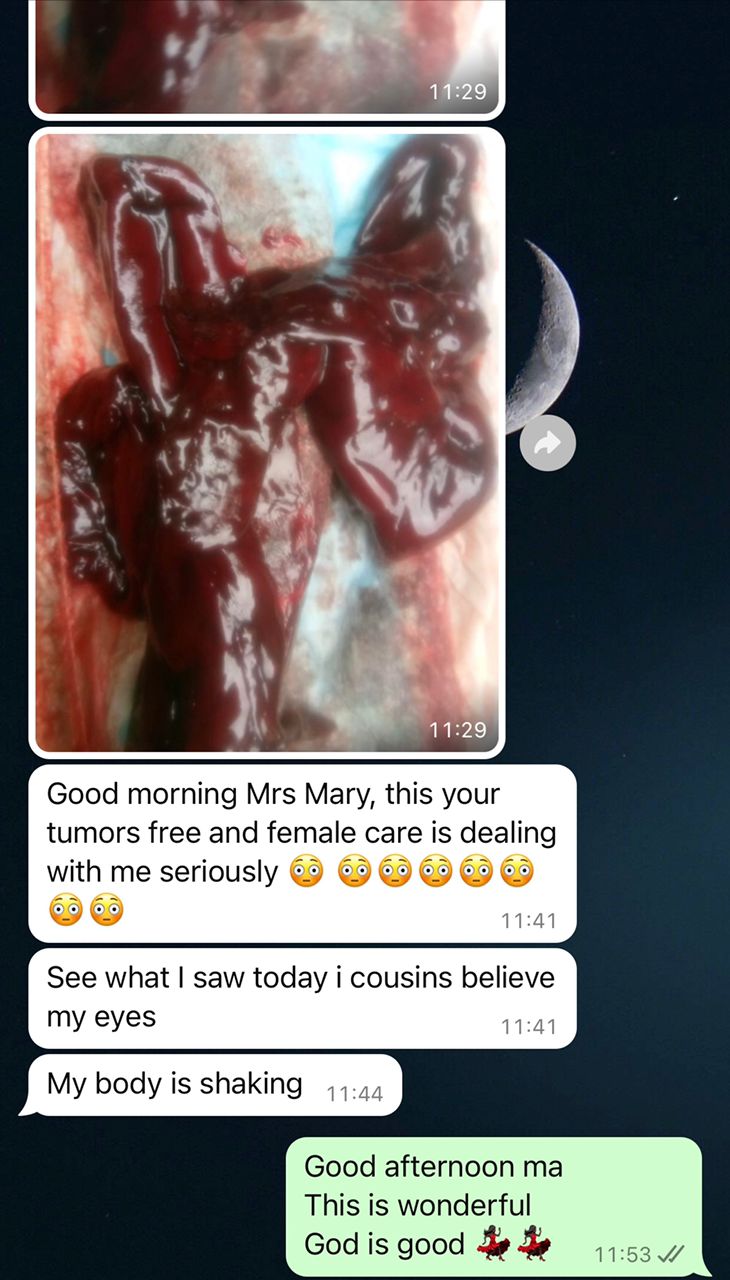 11:29
11:29
Good morning Mrs Mary, this your
tumors free and female care is dealing
with me seriously 😳 😳😳😳😳😳
😳😳
11:41
See what I saw today i cousins believe
my eyes
11:41
My body is shaking
11:44
Good afternoon ma
This is wonderful
God is good 💃💃
11:53